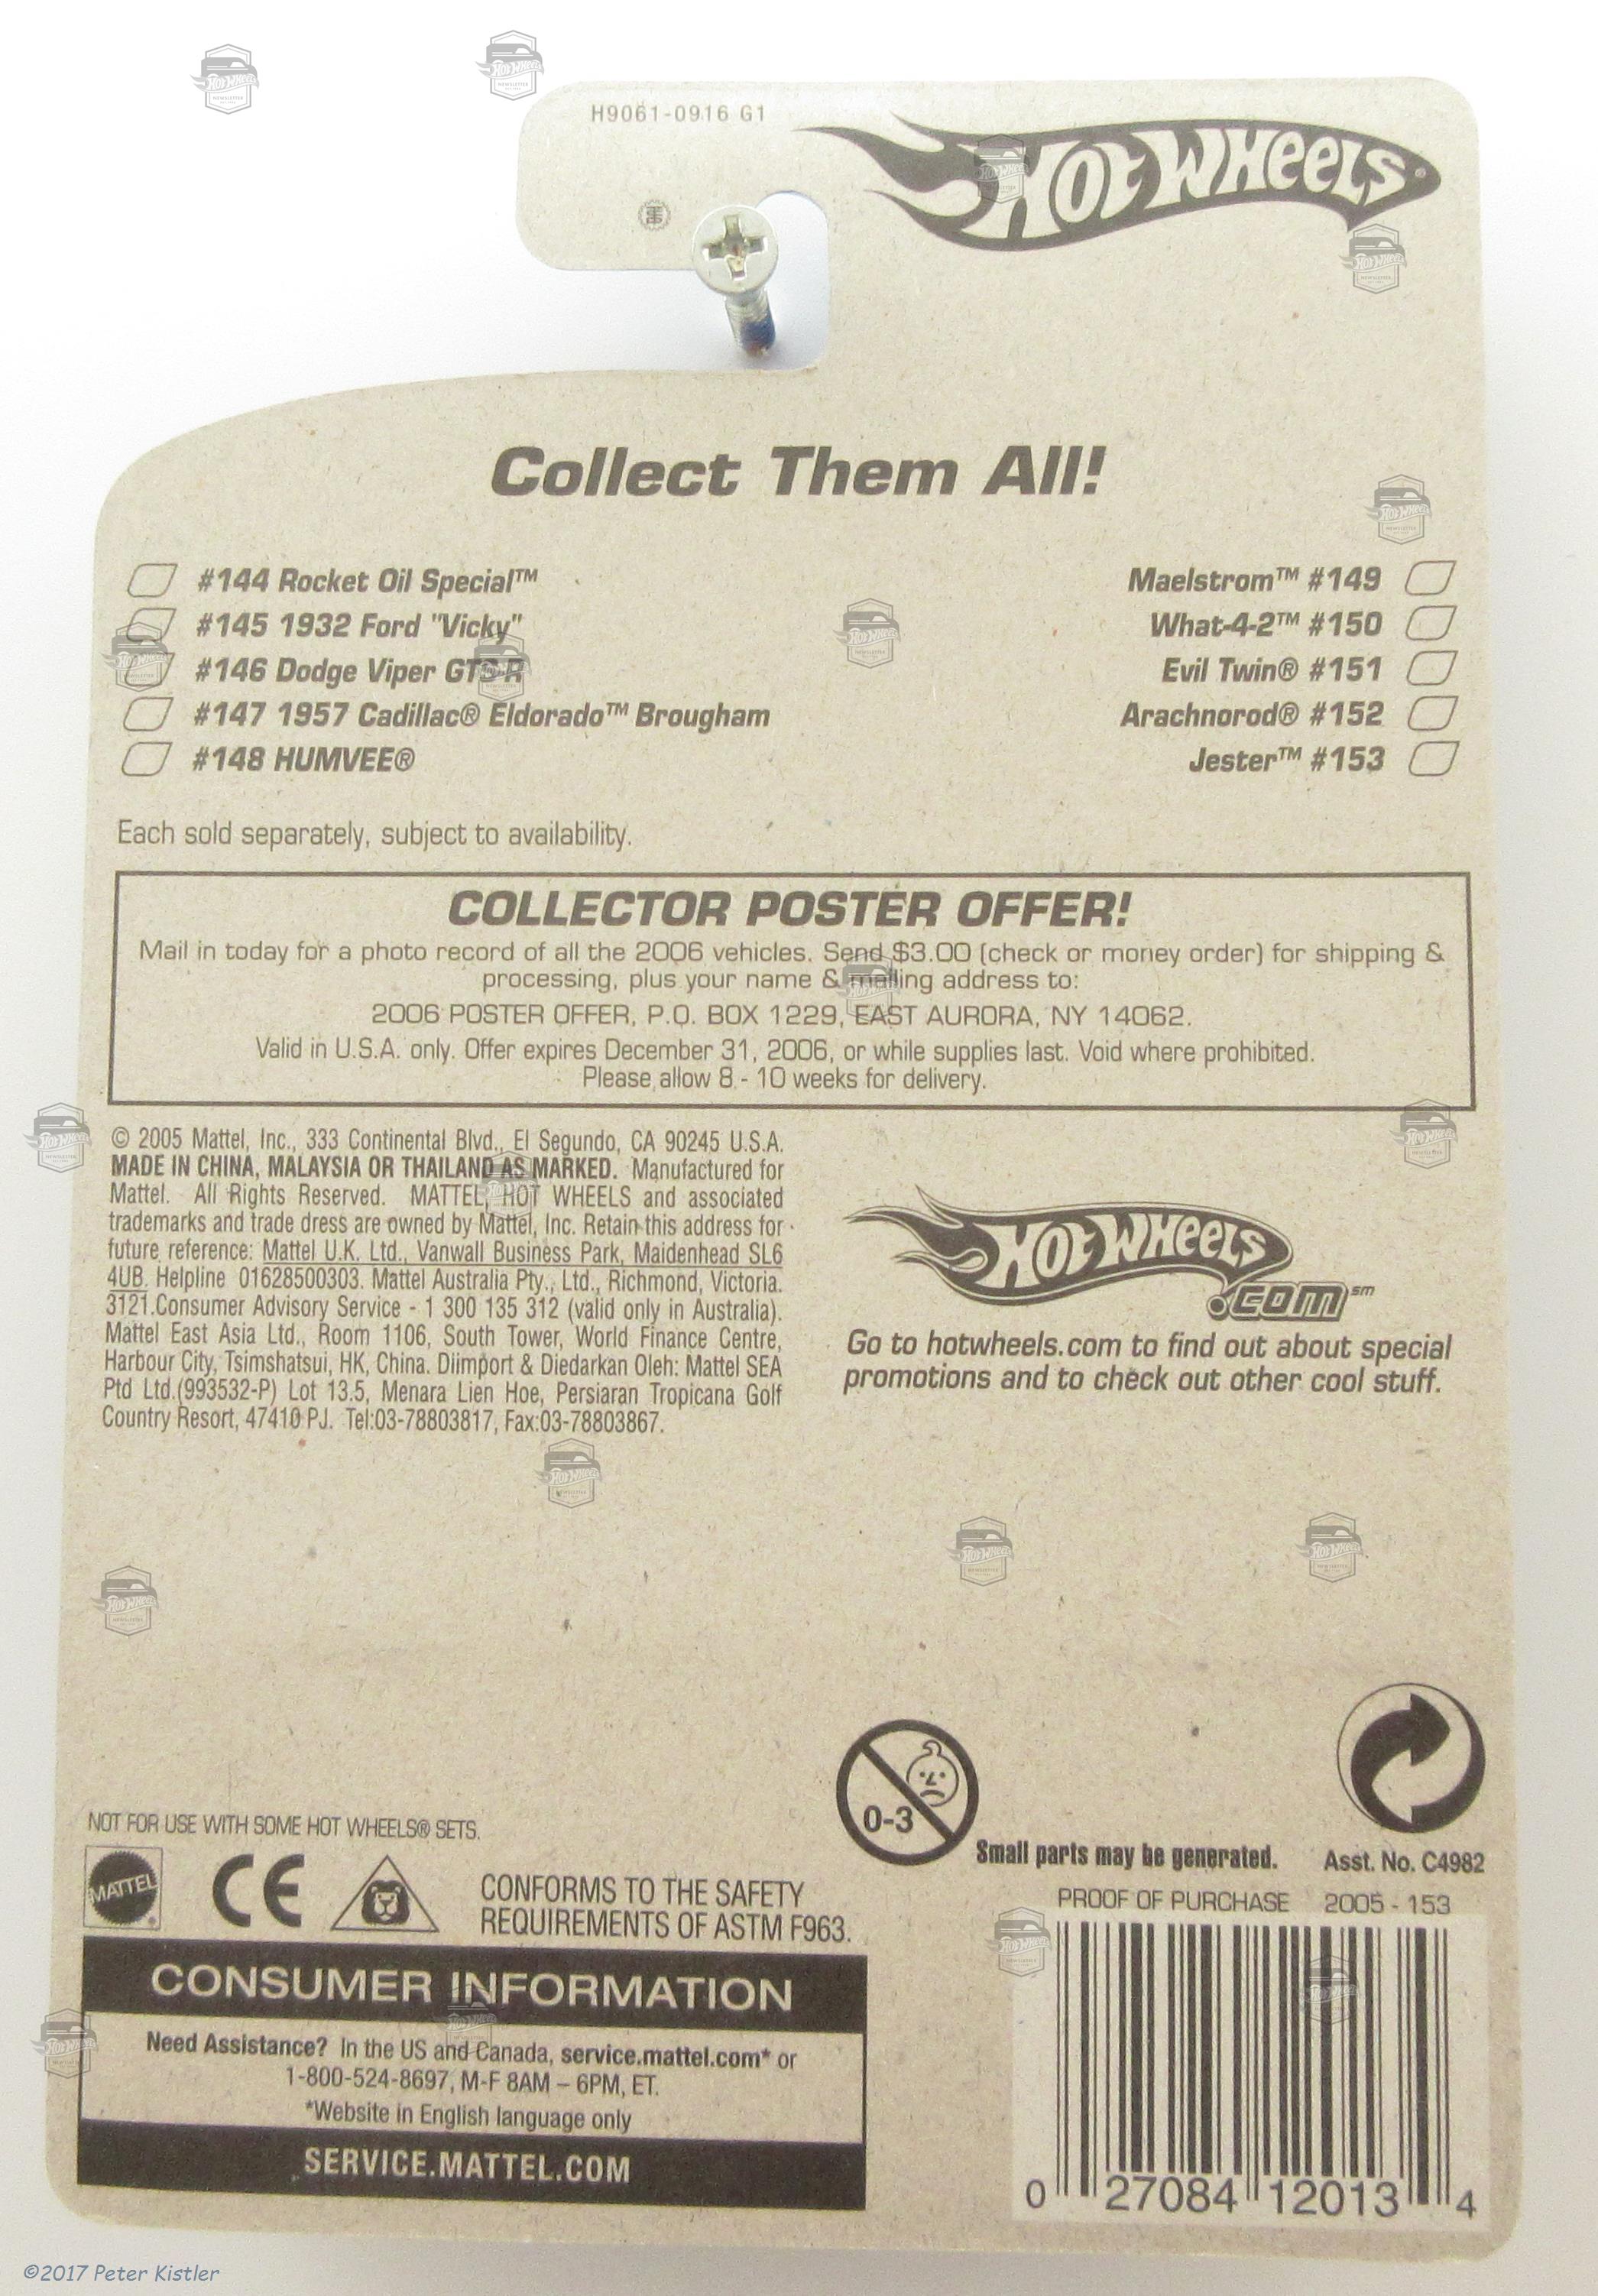 H9061-0916 G1
HOT WHEELS
Collect Them All!
#144 Rocket Oil Special™
#145 1932 Ford "Vicky"
#146 Dodge Viper GTS-R
#147 1957 Cadillac® Eldorado™ Brougham
#148 HUMVEE®
Maelstrom™ #149
What-4-2™ #150
Evil Twin® #151
Arachnorod® #152
Jester™ #153
Each sold separately, subject to availability.
COLLECTOR POSTER OFFER!
Mail in today for a photo record of all the 2006 vehicles. Send $3.00 (check or money order) for shipping &
processing, plus your name & mailing address to:
2006 POSTER OFFER, P.O. BOX 1229, EAST AURORA, NY 14062.
Valid in U.S.A. only. Offer expires December 31, 2006, or while supplies last. Void where prohibited.
Please allow 8 - 10 weeks for delivery.
© 2005 Mattel, Inc., 333 Continental Blvd., El Segundo, CA 90245 U.S.A.
MADE IN CHINA, MALAYSIA OR THAILAND AS MARKED. Manufactured for
Mattel. All Rights Reserved. MATTEL, HOT WHEELS and associated
trademarks and trade dress are owned by Mattel, Inc. Retain this address for
future reference: Mattel U.K. Ltd., Vanwall Business Park, Maidenhead SL6
4UB. Helpline 01628500303. Mattel Australia Pty., Ltd., Richmond, Victoria.
3121.Consumer Advisory Service - 1 300 135 312 (valid only in Australia).
Mattel East Asia Ltd., Room 1106, South Tower, World Finance Centre,
Harbour City, Tsimshatsui, HK, China. Diimport & Diedarkan Oleh: Mattel SEA
Ptd Ltd.(993532-P) Lot 13.5, Menara Lien Hoe, Persiaran Tropicana Golf
Country Resort, 47410 PJ. Tel:03-78803817, Fax:03-78803867.
HOT WHEELS
.COM℠
Go to hotwheels.com to find out about special
promotions and to check out other cool stuff.
NOT FOR USE WITH SOME HOT WHEELS® SETS.
MATTEL®
CE
CONFORMS TO THE SAFETY
REQUIREMENTS OF ASTM F963.
0-3
Small parts may be generated.
Asst. No. C4982
PROOF OF PURCHASE 2005 - 153
CONSUMER INFORMATION
Need Assistance? In the US and Canada, service.mattel.com* or
1-800-524-8697, M-F 8AM – 6PM, ET.
*Website in English language only
SERVICE.MATTEL.COM
0 27084 12013 4
©2017 Peter Kistler